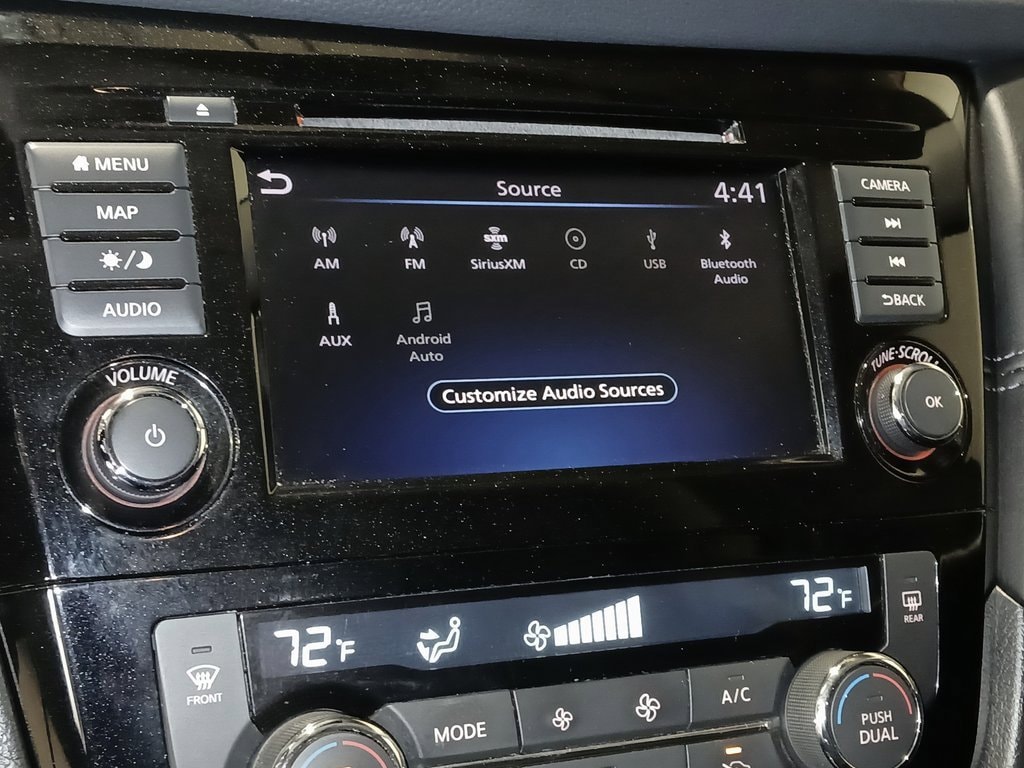 MENU
MAP
AUDIO
VOLUME
Source
4:41
AM
FM
sxm
SiriusXM
CD
USB
Bluetooth
Audio
AUX
Android
Auto
Customize Audio Sources
CAMERA
BACK
TUNE·SCROLL
OK
72°F
72°F
FRONT
REAR
MODE
A/C
PUSH
DUAL